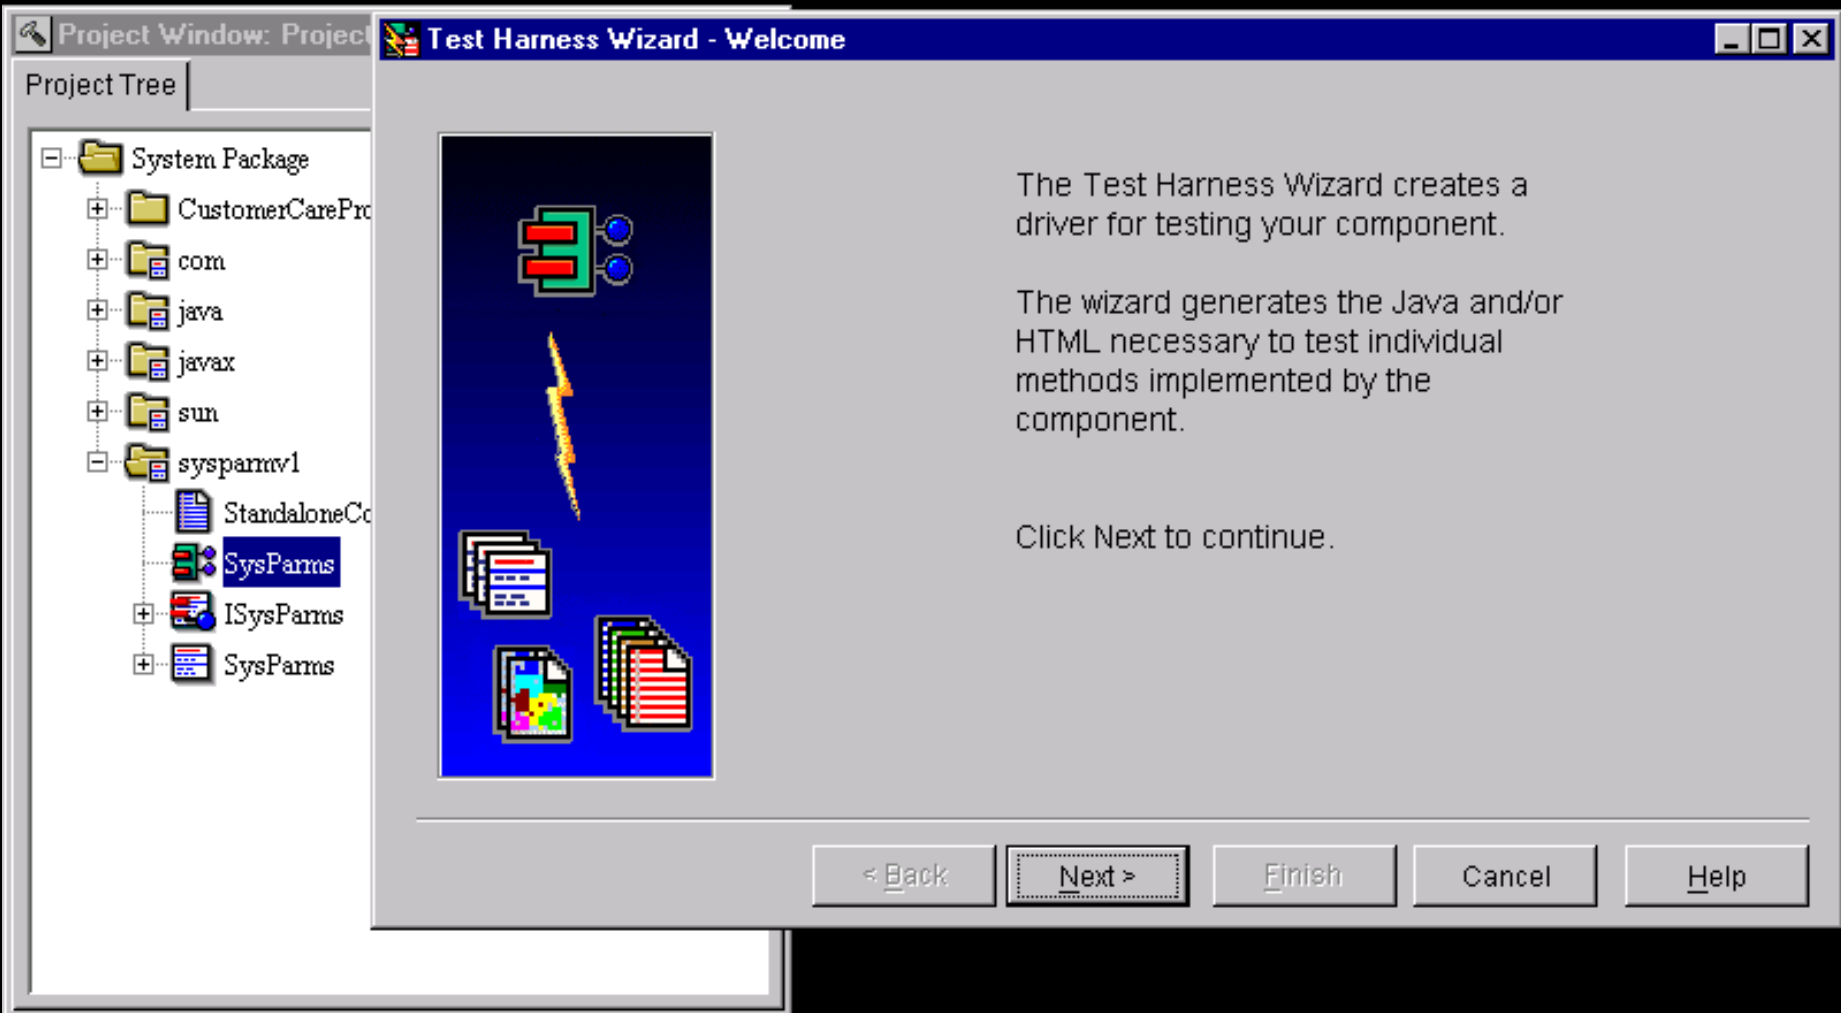 Project Window: Project
Project Tree
System Package
CustomerCarePro
com
java
javax
sun
sysparmv1
StandaloneCo
SysParms
ISysParms
SysParms
Test Harness Wizard - Welcome
The Test Harness Wizard creates a
driver for testing your component.
The wizard generates the Java and/or
HTML necessary to test individual
methods implemented by the
component.
Click Next to continue.
< Back
Next >
Finish
Cancel
Help